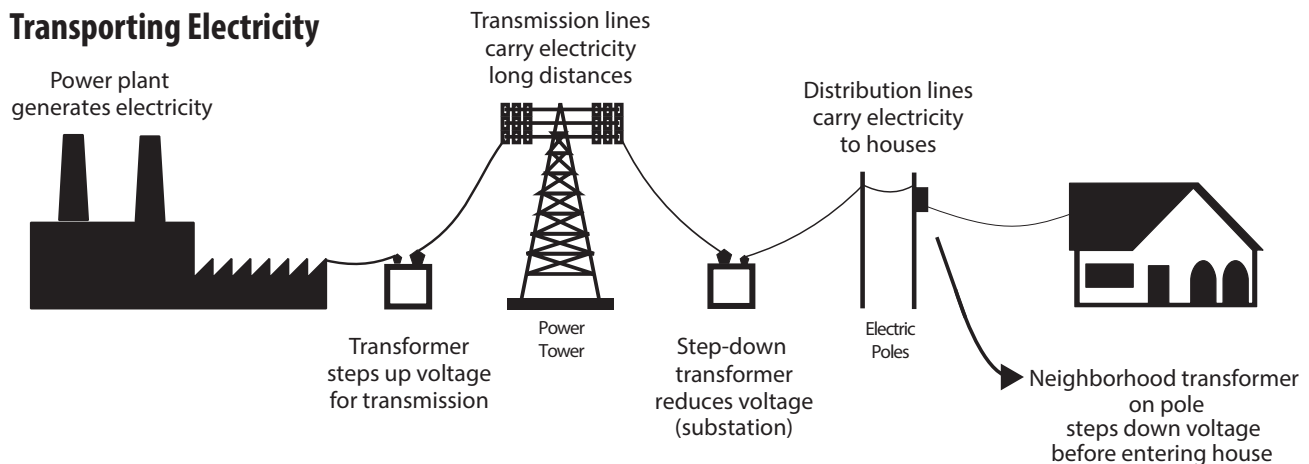 Transporting Electricity
Power plant
generates electricity
Transmission lines
carry electricity
long distances
Distribution lines
carry electricity
to houses
Transformer
steps up voltage
for transmission
Power
Tower
Step-down
transformer
reduces voltage
(substation)
Electric
Poles
Neighborhood transformer
on pole
steps down voltage
before entering house